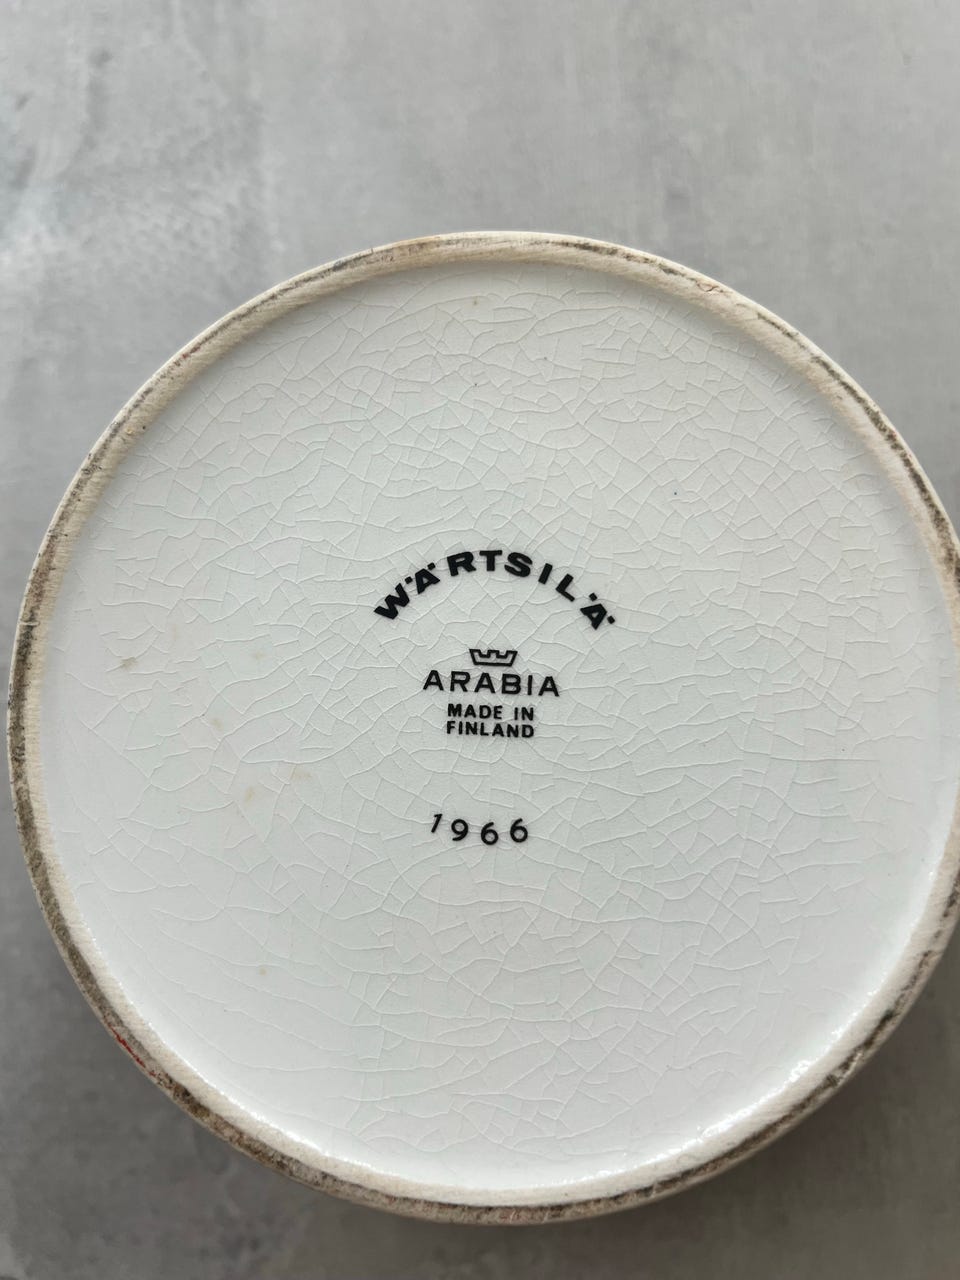 WÄRTSILÄ
ARABIA
MADE IN
FINLAND
1966